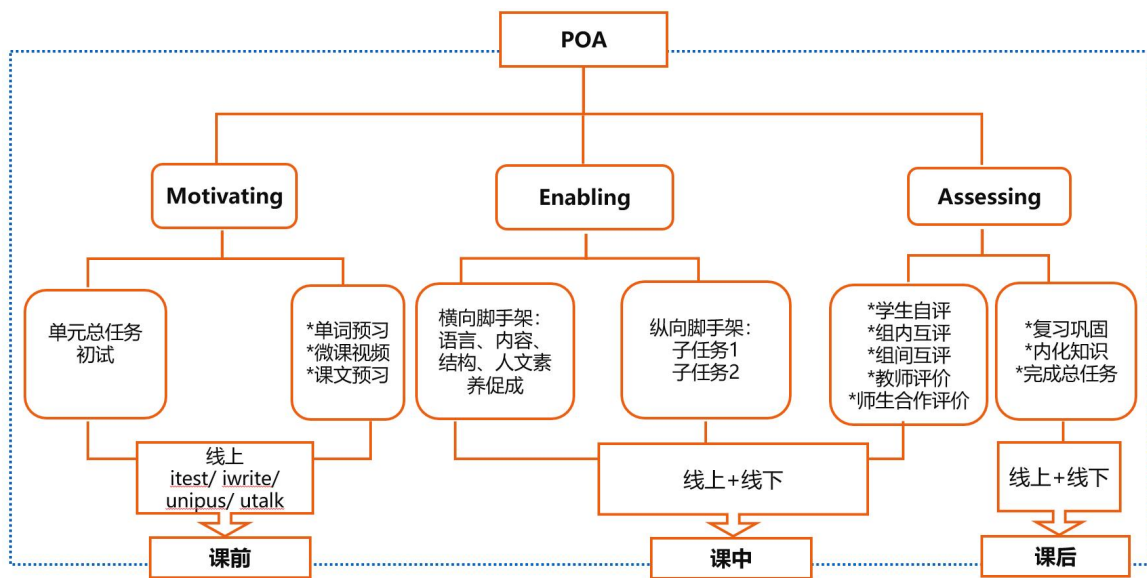 POA
Motivating
Enabling
Assessing
单元总任务
初试
*单词预习
*微课视频
*课文预习
横向脚手架：
语言、内容、
结构、人文素
养促成
纵向脚手架：
子任务1
子任务2
*学生自评
*组内互评
*组间互评
*教师评价
*师生合作评价
*复习巩固
*内化知识
*完成总任务
线上
itest/ iwrite/
unipus/ utalk
线上+线下
线上+线下
课前
课中
课后